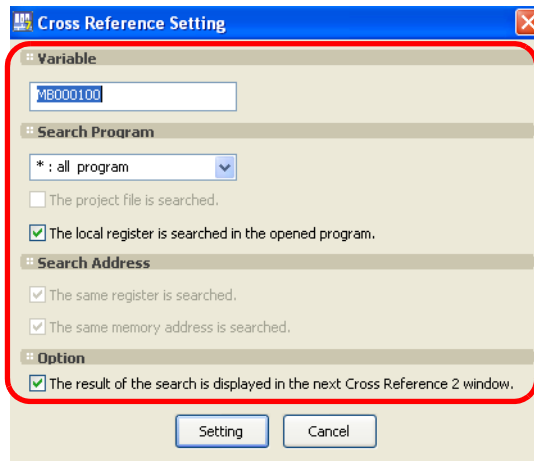 Cross Reference Setting
Variable
MB000100
Search Program
* : all program
The project file is searched.
The local register is searched in the opened program.
Search Address
The same register is searched.
The same memory address is searched.
Option
The result of the search is displayed in the next Cross Reference 2 window.
Setting
Cancel